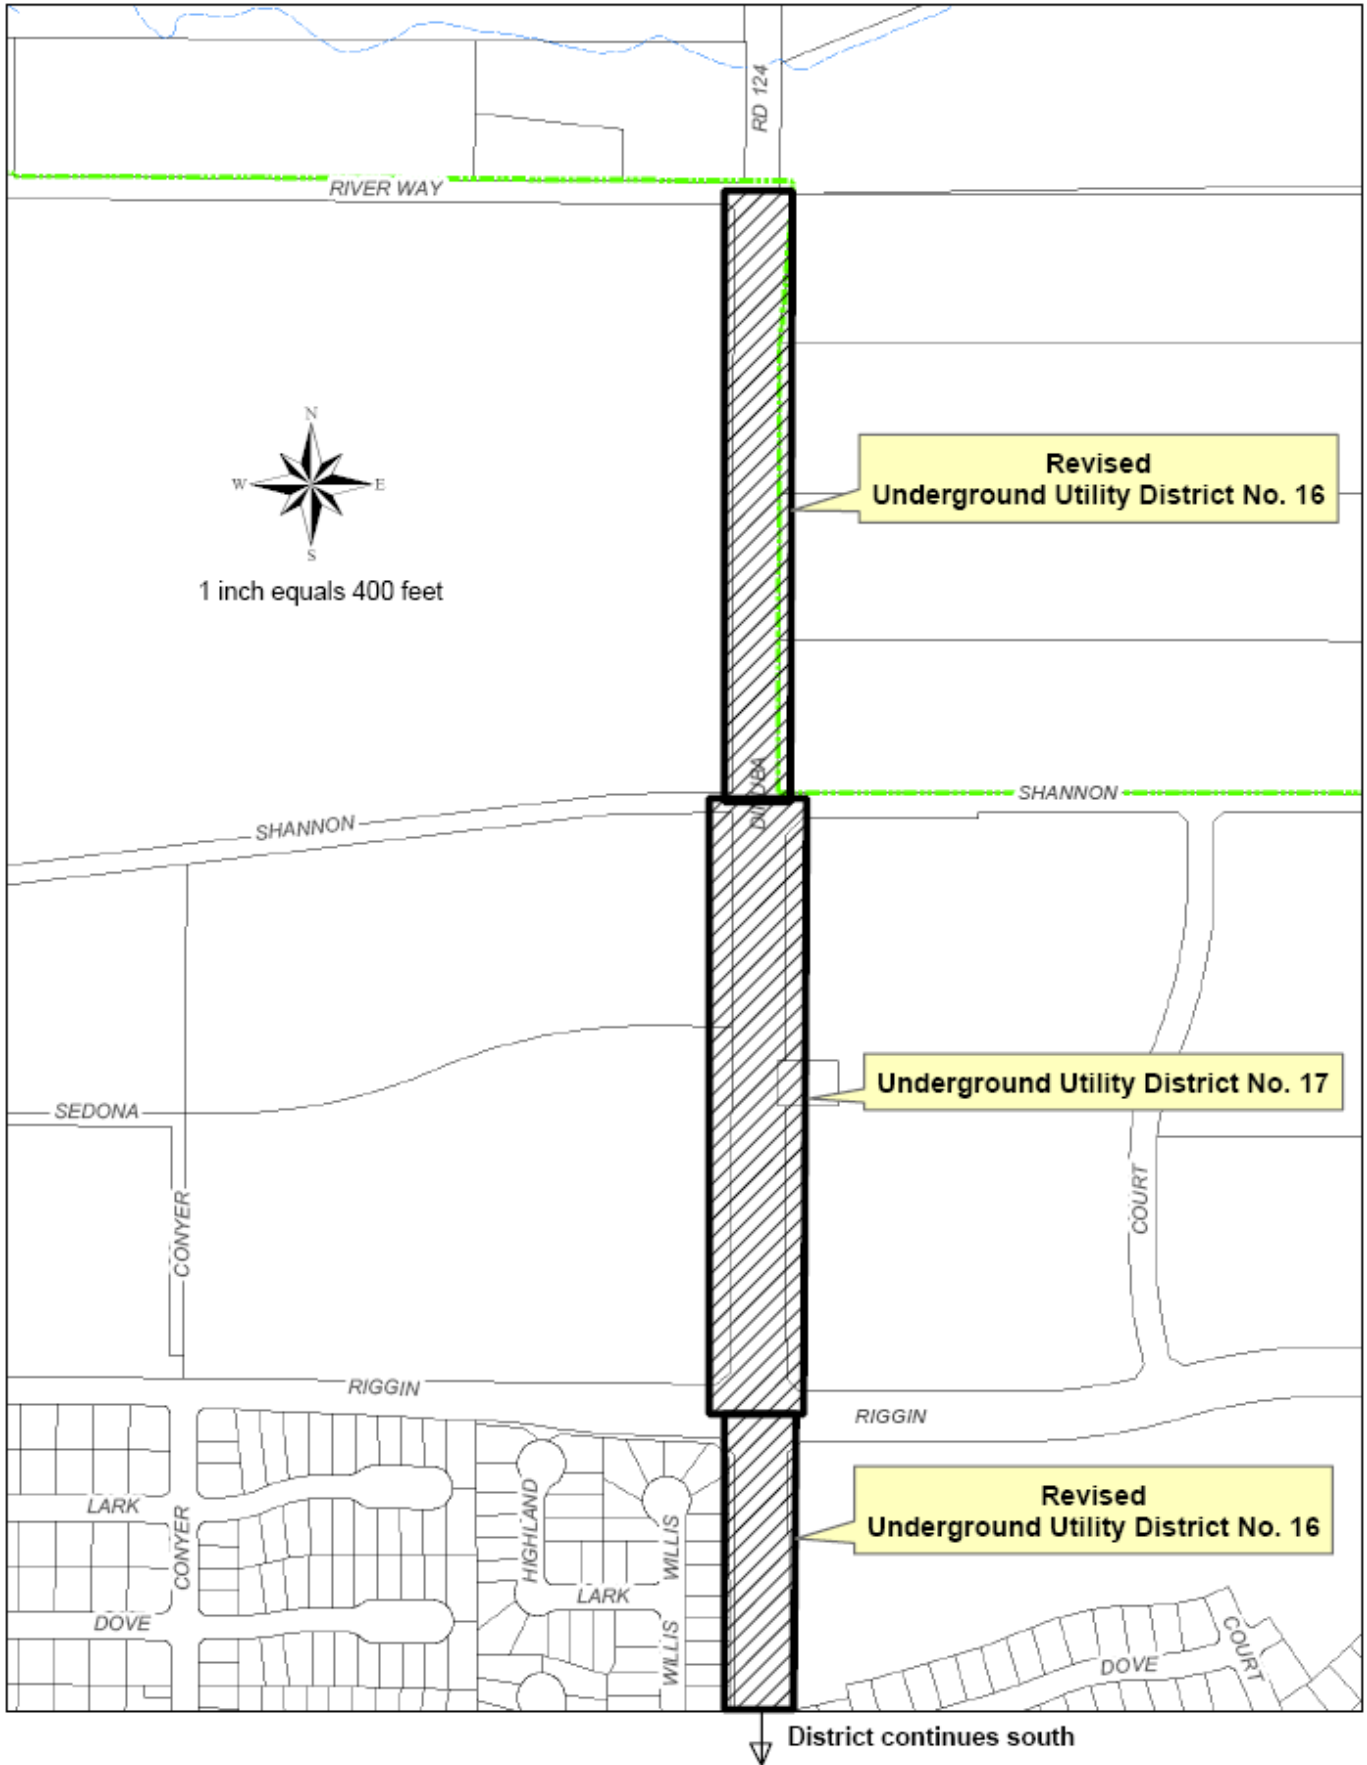 RD 124
RIVER WAY
Revised
Underground Utility District No. 16
N
W E
S
1 inch equals 400 feet
DINUBA
SHANNON
SHANNON
Underground Utility District No. 17
SEDONA
CONYER
COURT
RIGGIN
RIGGIN
Revised
Underground Utility District No. 16
LARK
CONYER
HIGHLAND
WILLIS
LARK
DOVE
WILLIS
DOVE
COURT
District continues south